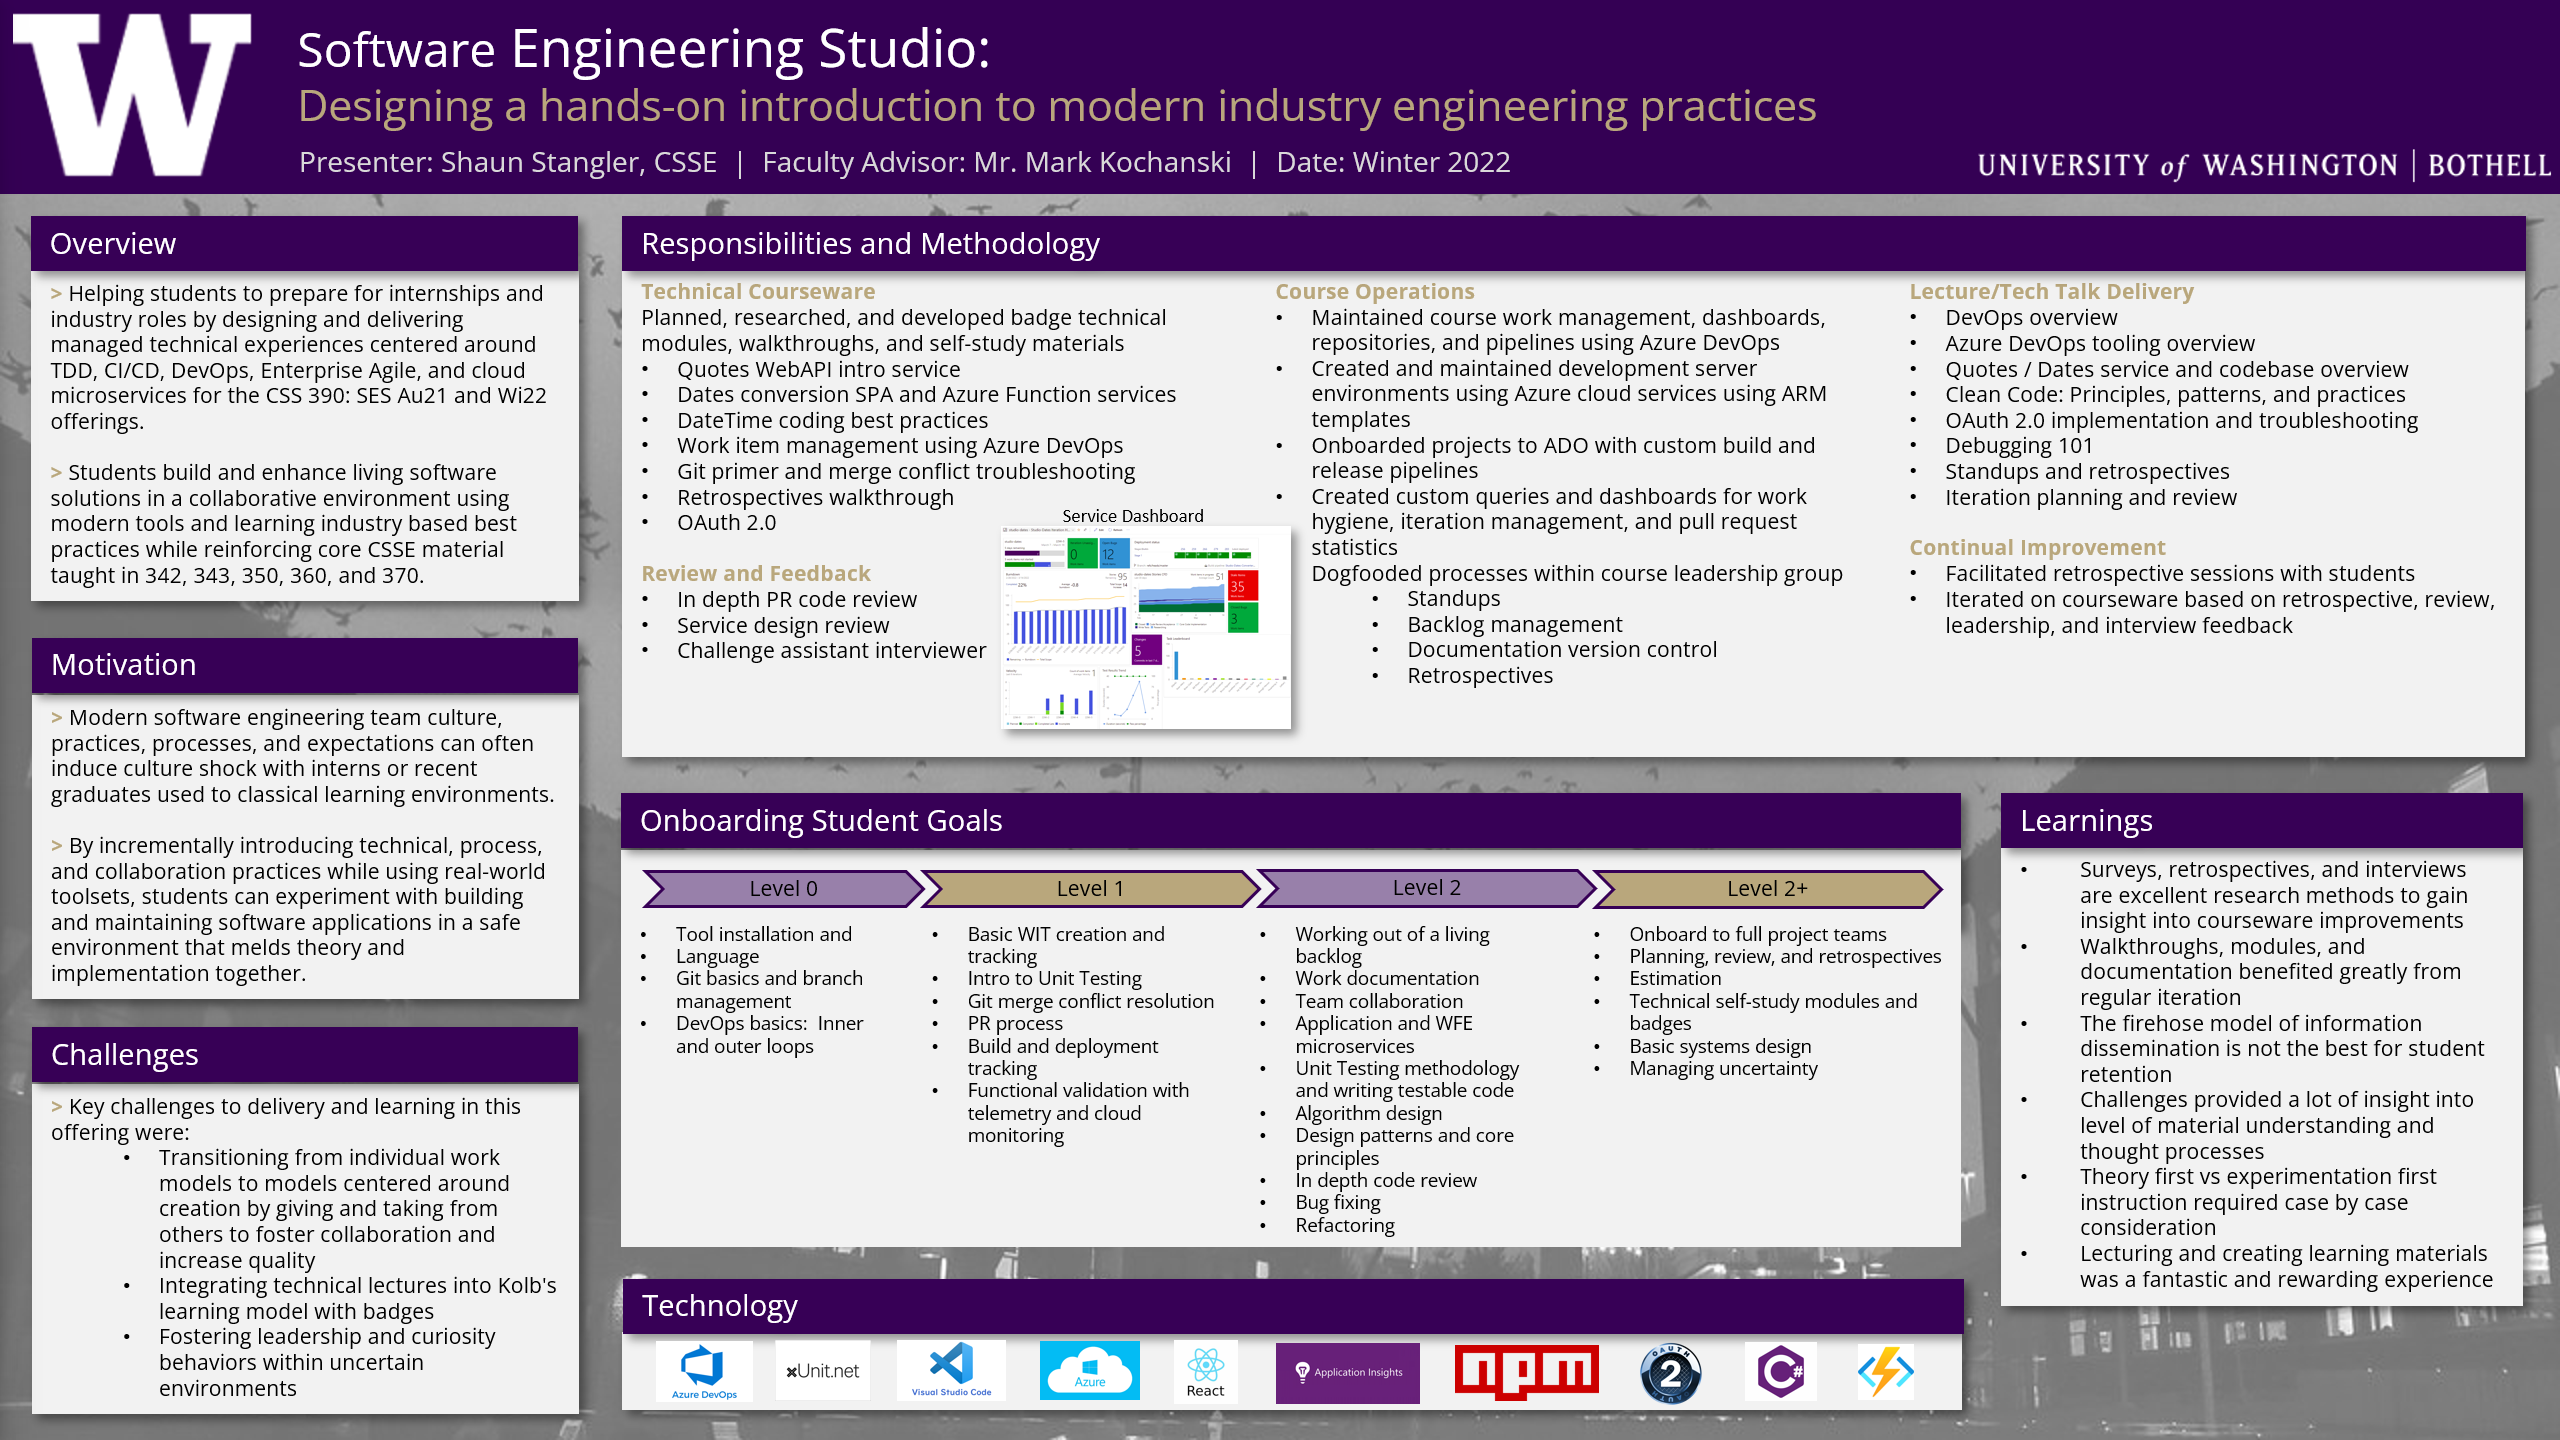 W
Software Engineering Studio:
Designing a hands-on introduction to modern industry engineering practices
Presenter: Shaun Stangler, CSSE | Faculty Advisor: Mr. Mark Kochanski | Date: Winter 2022
UNIVERSITY of WASHINGTON | BOTHELL
Overview
> Helping students to prepare for internships and
industry roles by designing and delivering
managed technical experiences centered around
TDD, CI/CD, DevOps, Enterprise Agile, and cloud
microservices for the CSS 390: SES Au21 and Wi22
offerings.
> Students build and enhance living software
solutions in a collaborative environment using
modern tools and learning industry based best
practices while reinforcing core CSSE material
taught in 342, 343, 350, 360, and 370.
Motivation
> Modern software engineering team culture,
practices, processes, and expectations can often
induce culture shock with interns or recent
graduates used to classical learning environments.
> By incrementally introducing technical, process,
and collaboration practices while using real-world
toolsets, students can experiment with building
and maintaining software applications in a safe
environment that melds theory and
implementation together.
Challenges
> Key challenges to delivery and learning in this
offering were:
• Transitioning from individual work
models to models centered around
creation by giving and taking from
others to foster collaboration and
increase quality
• Integrating technical lectures into Kolb's
learning model with badges
• Fostering leadership and curiosity
behaviors within uncertain
environments
Responsibilities and Methodology
Technical Courseware
Planned, researched, and developed badge technical
modules, walkthroughs, and self-study materials
• Quotes WebAPI intro service
• Dates conversion SPA and Azure Function services
• DateTime coding best practices
• Work item management using Azure DevOps
• Git primer and merge conflict troubleshooting
• Retrospectives walkthrough
• OAuth 2.0
Review and Feedback
• In depth PR code review
• Service design review
• Challenge assistant interviewer
Service Dashboard
0
12
95
51
35
3
5
1
Course Operations
• Maintained course work management, dashboards,
repositories, and pipelines using Azure DevOps
• Created and maintained development server
environments using Azure cloud services using ARM
templates
• Onboarded projects to ADO with custom build and
release pipelines
• Created custom queries and dashboards for work
hygiene, iteration management, and pull request
statistics
Dogfooded processes within course leadership group
• Standups
• Backlog management
• Documentation version control
• Retrospectives
Lecture/Tech Talk Delivery
• DevOps overview
• Azure DevOps tooling overview
• Quotes / Dates service and codebase overview
• Clean Code: Principles, patterns, and practices
• OAuth 2.0 implementation and troubleshooting
• Debugging 101
• Standups and retrospectives
• Iteration planning and review
Continual Improvement
• Facilitated retrospective sessions with students
• Iterated on courseware based on retrospective, review,
leadership, and interview feedback
Onboarding Student Goals
Level 0
• Tool installation and
• Language
• Git basics and branch
management
• DevOps basics: Inner
and outer loops
Level 1
• Basic WIT creation and
tracking
• Intro to Unit Testing
• Git merge conflict resolution
• PR process
• Build and deployment
tracking
• Functional validation with
telemetry and cloud
monitoring
Level 2
• Working out of a living
backlog
• Work documentation
• Team collaboration
• Application and WFE
microservices
• Unit Testing methodology
and writing testable code
• Algorithm design
• Design patterns and core
principles
• In depth code review
• Bug fixing
• Refactoring
Level 2+
• Onboard to full project teams
• Planning, review, and retrospectives
• Estimation
• Technical self-study modules and
badges
• Basic systems design
• Managing uncertainty
Learnings
• Surveys, retrospectives, and interviews
are excellent research methods to gain
insight into courseware improvements
• Walkthroughs, modules, and
documentation benefited greatly from
regular iteration
• The firehose model of information
dissemination is not the best for student
retention
• Challenges provided a lot of insight into
level of material understanding and
thought processes
• Theory first vs experimentation first
instruction required case by case
consideration
• Lecturing and creating learning materials
was a fantastic and rewarding experience
Technology
Azure DevOps
xUnit.net
Visual Studio Code
Azure
React
Application Insights
npm
OAUTH
2
C#